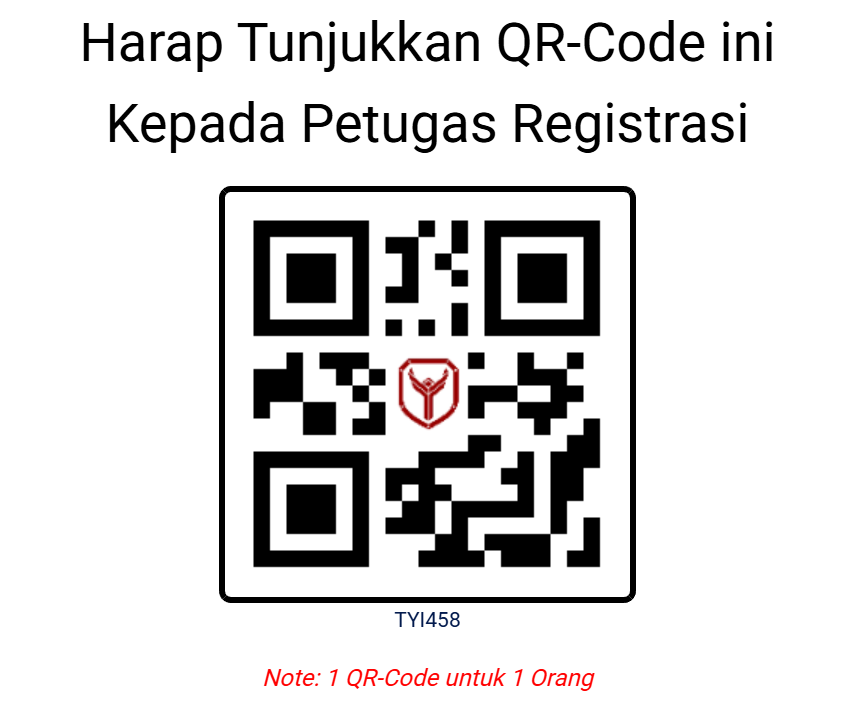 Harap Tunjukkan QR-Code ini
Kepada Petugas Registrasi
TYI458
Note: 1 QR-Code untuk 1 Orang